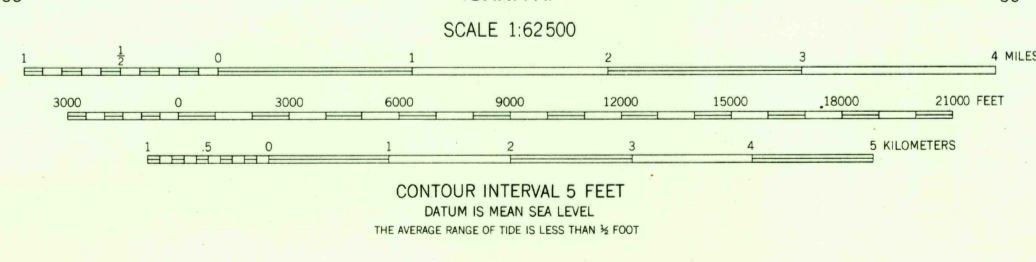 SCALE 1:62500
1 ½ 0 1 2 3 4 MILES
3000 0 3000 6000 9000 12000 15000 18000 21000 FEET
1 .5 0 1 2 3 4 5 KILOMETERS
CONTOUR INTERVAL 5 FEET
DATUM IS MEAN SEA LEVEL
THE AVERAGE RANGE OF TIDE IS LESS THAN ½ FOOT